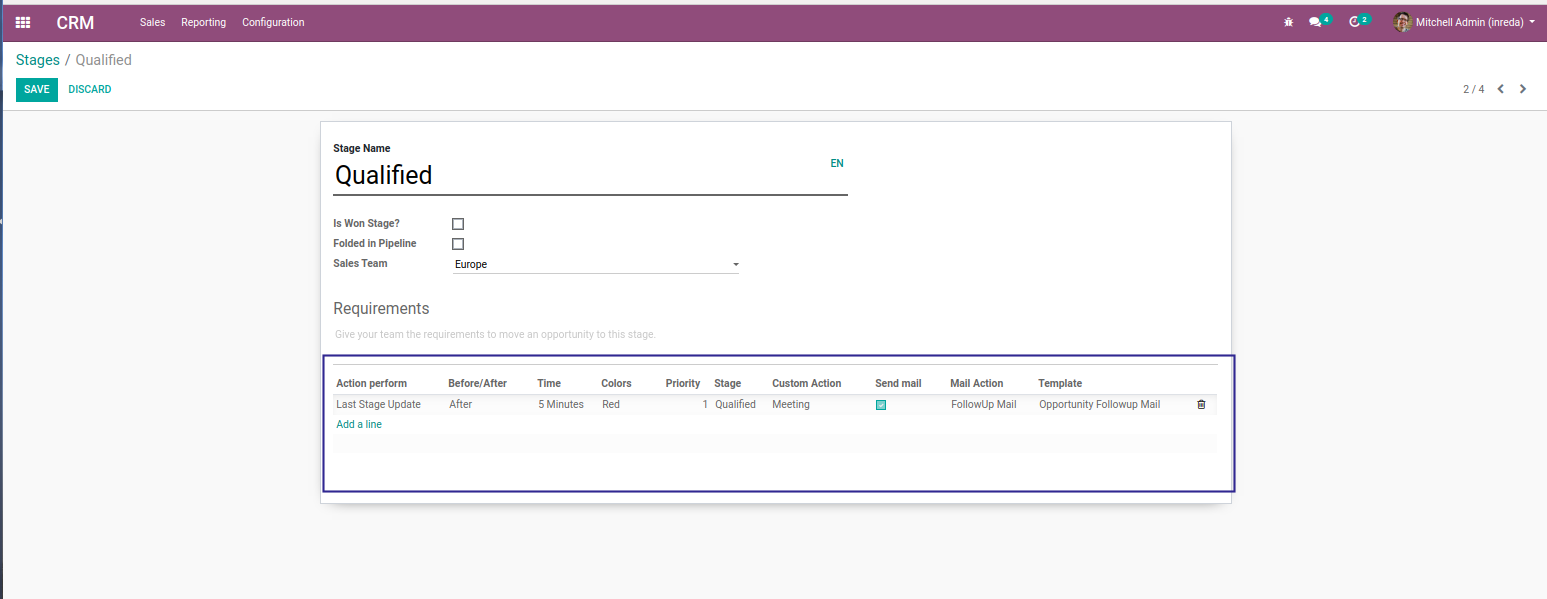 CRM Sales Reporting Configuration 4 2 Mitchell Admin (inreda)
Stages / Qualified
SAVE DISCARD 2 / 4
Stage Name
EN
Qualified
Is Won Stage?
Folded in Pipeline
Sales Team Europe
Requirements
Give your team the requirements to move an opportunity to this stage.
Action perform Before/After Time Colors Priority Stage Custom Action Send mail Mail Action Template
Last Stage Update After 5 Minutes Red 1 Qualified Meeting FollowUp Mail Opportunity Followup Mail
Add a line